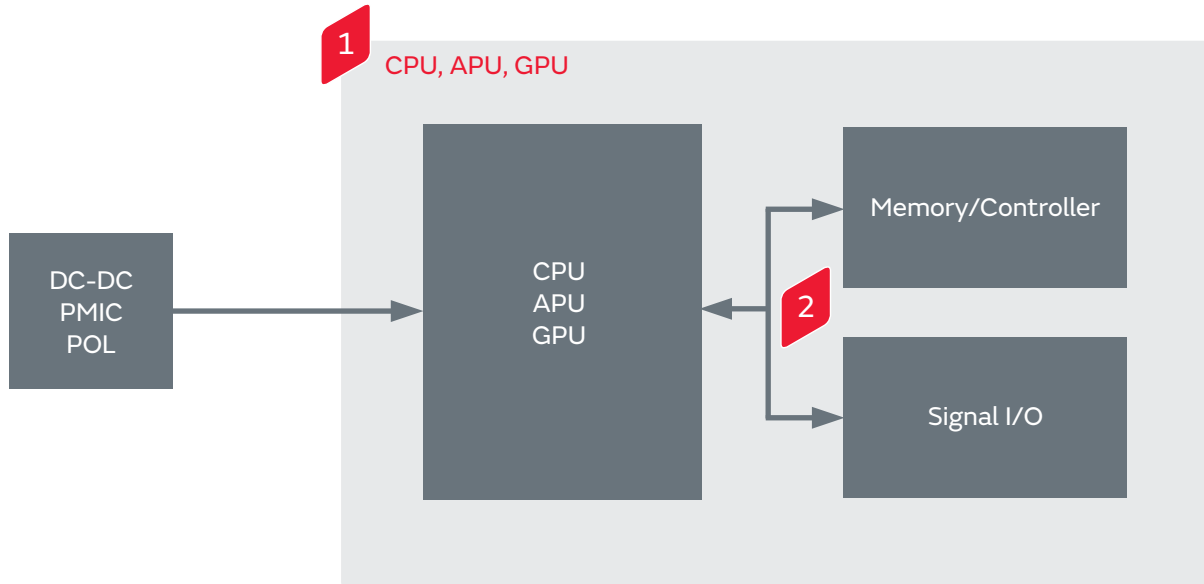 1
CPU, APU, GPU
DC-DC
PMIC
POL
CPU
APU
GPU
2
Memory/Controller
Signal I/O